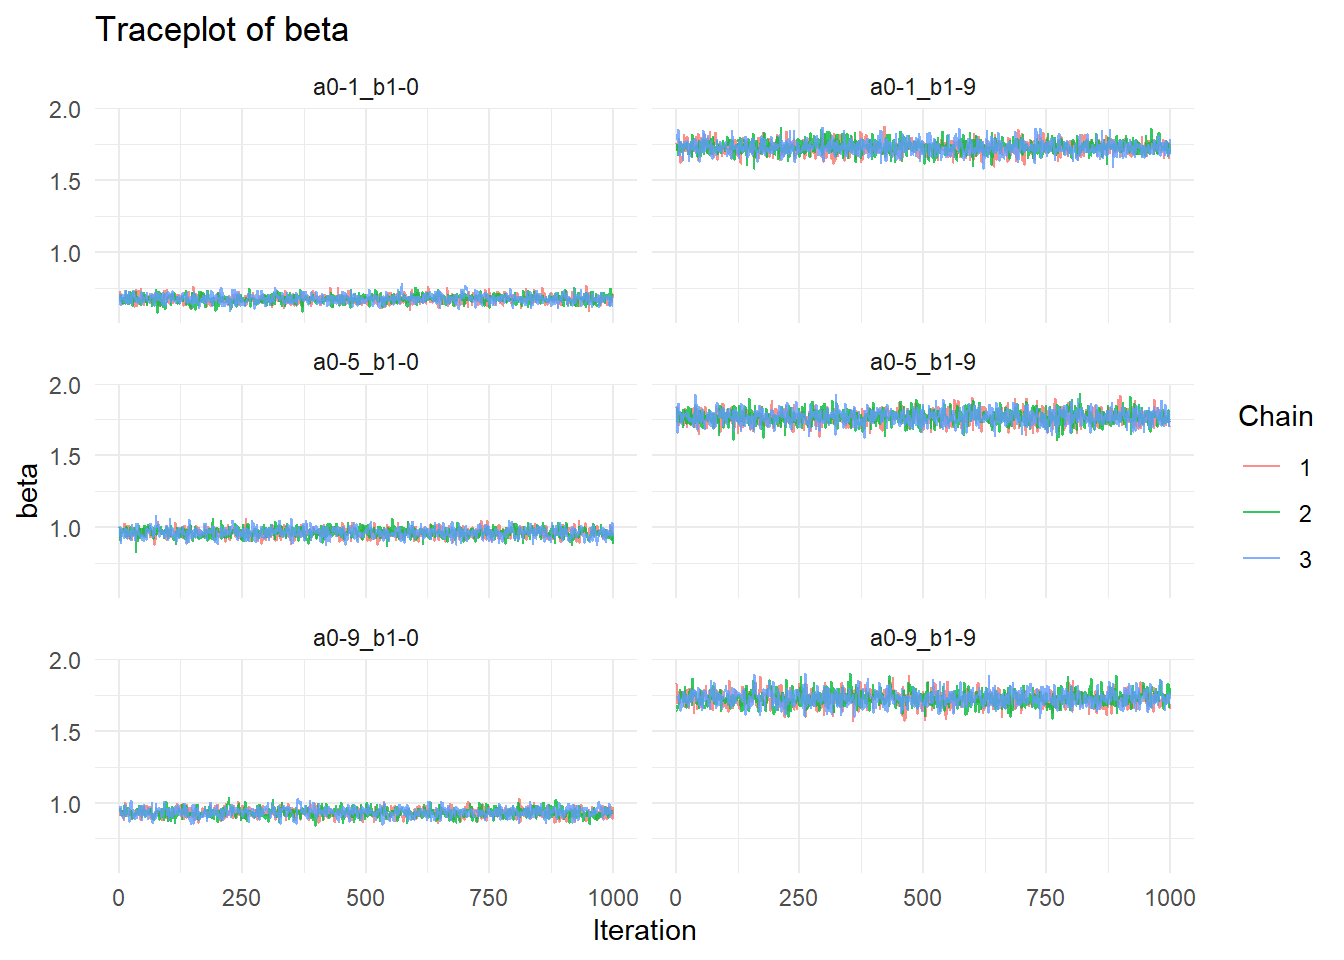 Traceplot of beta
a0-1_b1-0
a0-1_b1-9
2.0
1.5
1.0
a0-5_b1-0
a0-5_b1-9
2.0
1.5
1.0
beta
a0-9_b1-0
a0-9_b1-9
2.0
1.5
1.0
0 250 500 750 1000
0 250 500 750 1000
Iteration
Chain
1
2
3